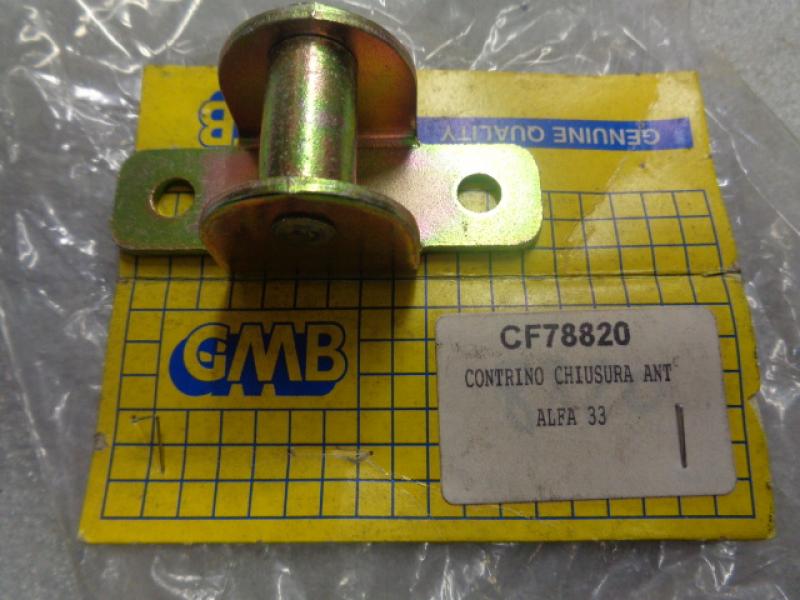 GENUINE QUALITY
GMB
CF78820
CONTRINO CHIUSURA ANT
ALFA 33